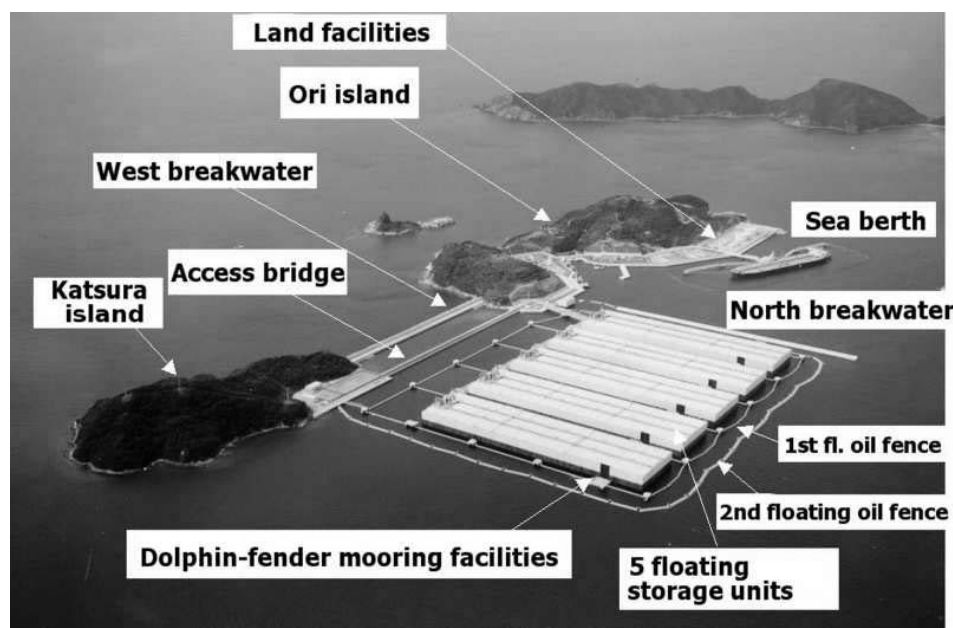 Land facilities
Ori island
West breakwater
Sea berth
Access bridge
Katsura
island
North breakwater
1st fl. oil fence
2nd floating oil fence
Dolphin-fender mooring facilities
5 floating
storage units